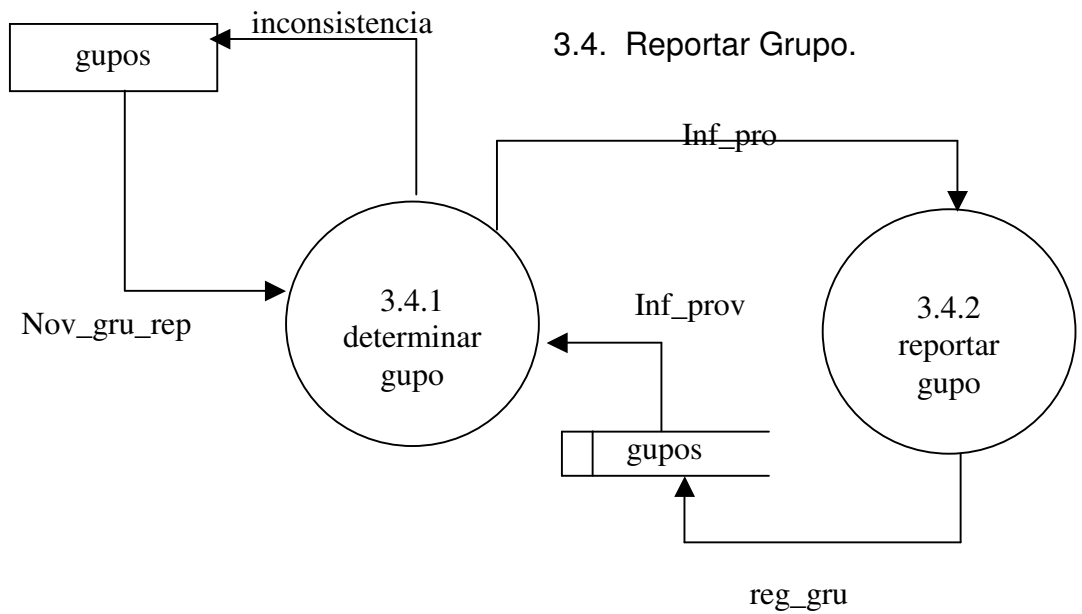 inconsistencia
3.4. Reportar Grupo.
gupos
Inf_pro
Nov_gru_rep
3.4.1
determinar
gupo
Inf_prov
3.4.2
reportar
gupo
gupos
reg_gru